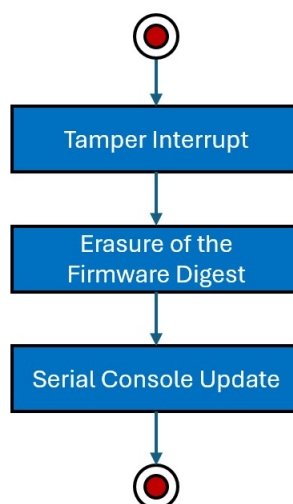 Tamper Interrupt
Erasure of the
Firmware Digest
Serial Console Update